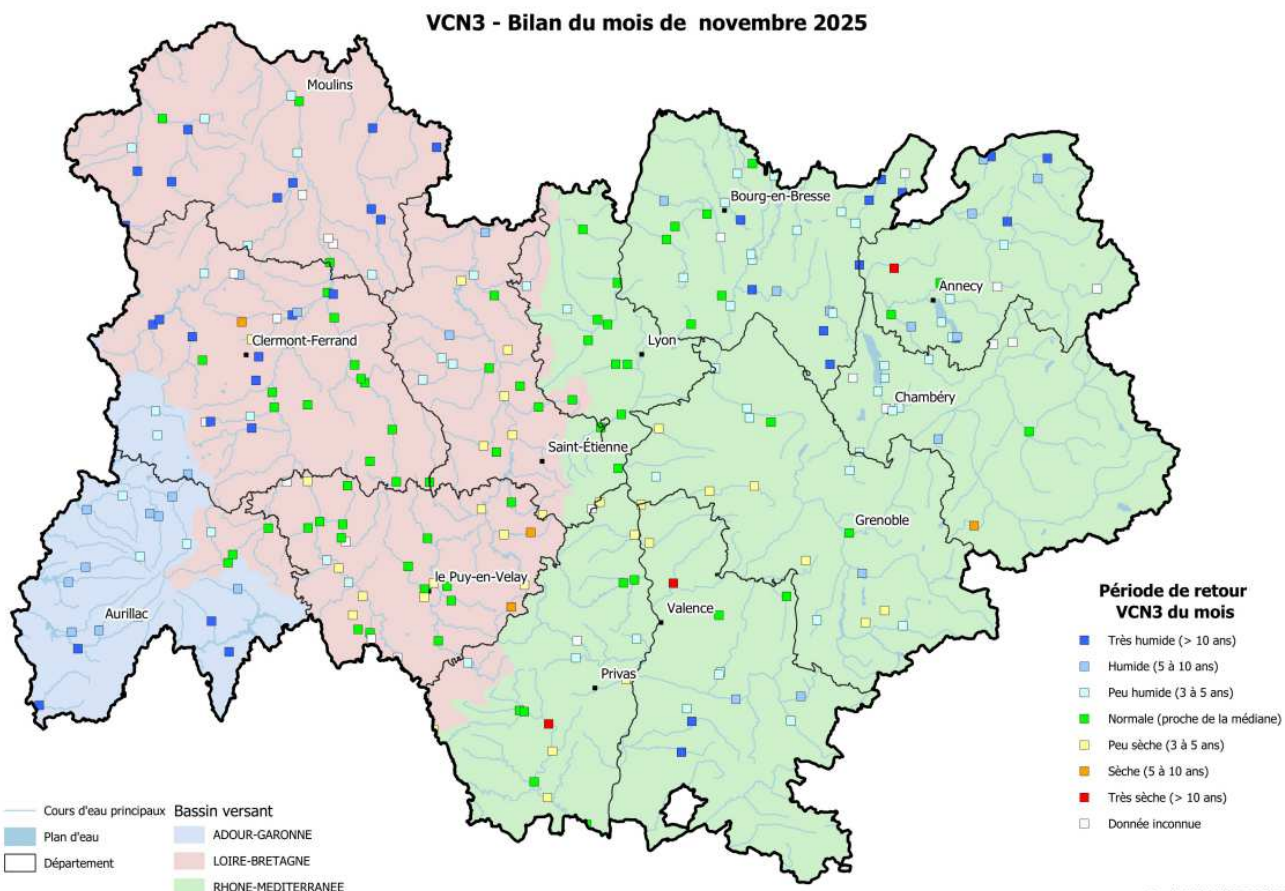 VCN3 - Bilan du mois de novembre 2025
Moulins
Bourg-en-Bresse
Annecy
Clermont-Ferrand
Lyon
Chambéry
Saint-Étienne
Grenoble
le Puy-en-Velay
Aurillac
Valence
Privas
Période de retour
VCN3 du mois
Très humide (> 10 ans)
Humide (5 à 10 ans)
Peu humide (3 à 5 ans)
Normale (proche de la médiane)
Peu sèche (3 à 5 ans)
Sèche (5 à 10 ans)
Très sèche (> 10 ans)
Donnée inconnue
Cours d'eau principaux
Plan d'eau
Département
Bassin versant
ADOUR-GARONNE
LOIRE-BRETAGNE
RHONE-MEDITERRANEE